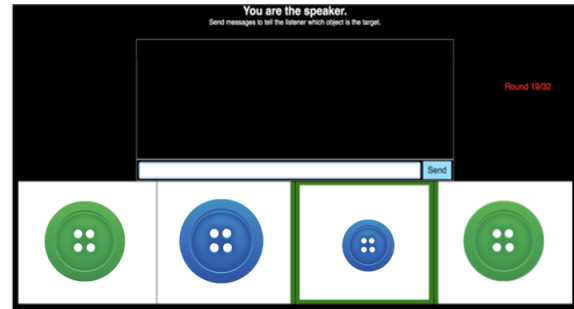 You are the speaker.
Send messages to tell the listener which object is the target.
Round 19/32
Send